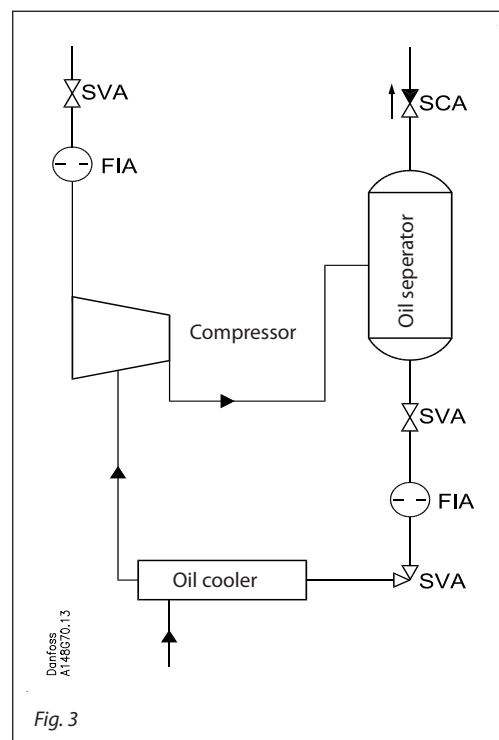 SVA
SCA
FIA
Oil seperator
Compressor
SVA
FIA
Oil cooler
SVA
Danfoss
A148G70.13
Fig. 3